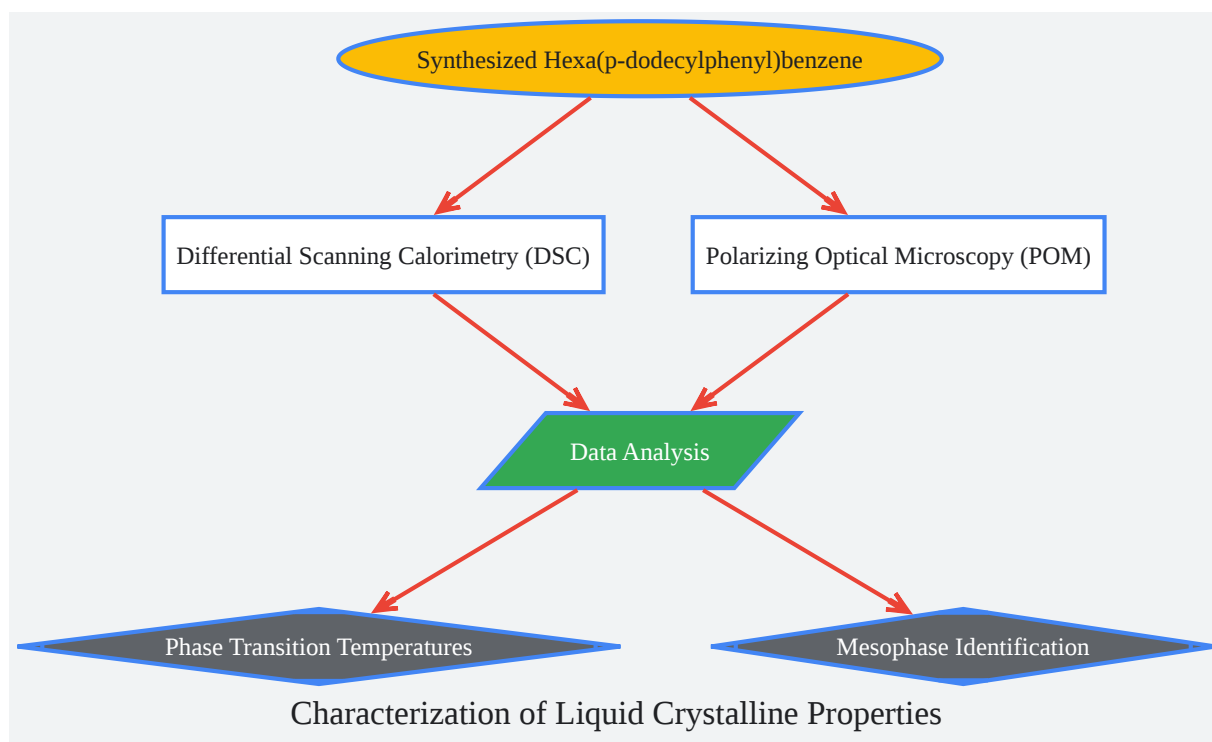 Synthesized Hexa(p-dodecylphenyl)benzene
Differential Scanning Calorimetry (DSC)
Polarizing Optical Microscopy (POM)
Data Analysis
Phase Transition Temperatures
Mesophase Identification
Characterization of Liquid Crystalline Properties